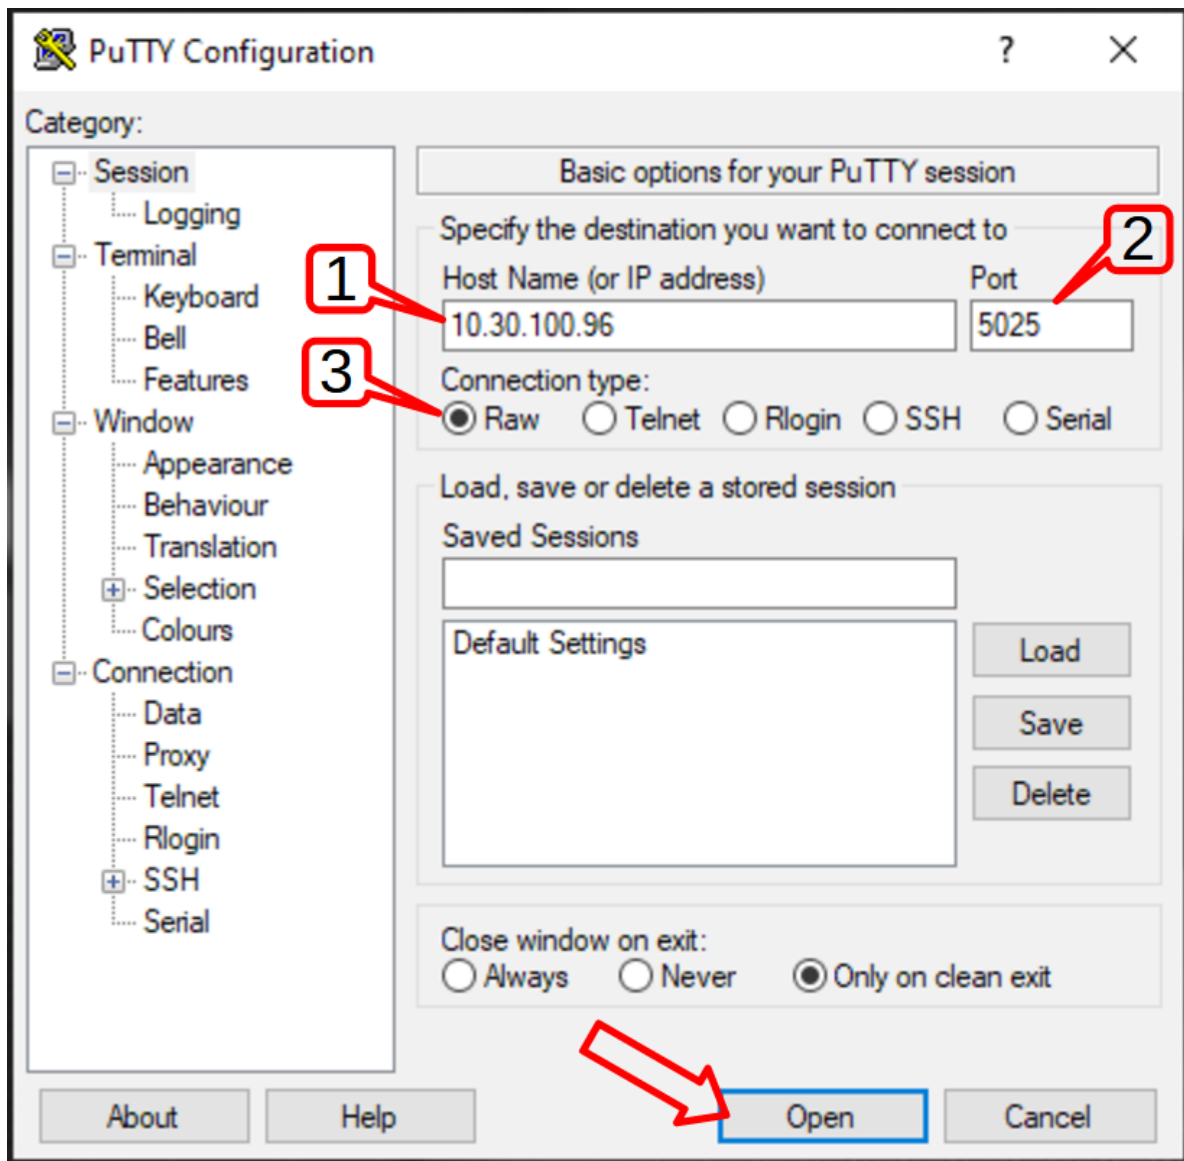 PuTTY Configuration
?
Category:
Session
Logging
Terminal
Keyboard
Bell
Features
Window
Appearance
Behaviour
Translation
Selection
Colours
Connection
Data
Proxy
Telnet
Rlogin
SSH
Serial
Basic options for your PuTTY session
Specify the destination you want to connect to
1
2
Host Name (or IP address) Port
10.30.100.96 5025
3
Connection type:
Raw Telnet Rlogin SSH Serial
Load, save or delete a stored session
Saved Sessions
Default Settings
Load
Save
Delete
Close window on exit:
Always Never Only on clean exit
About Help Open Cancel